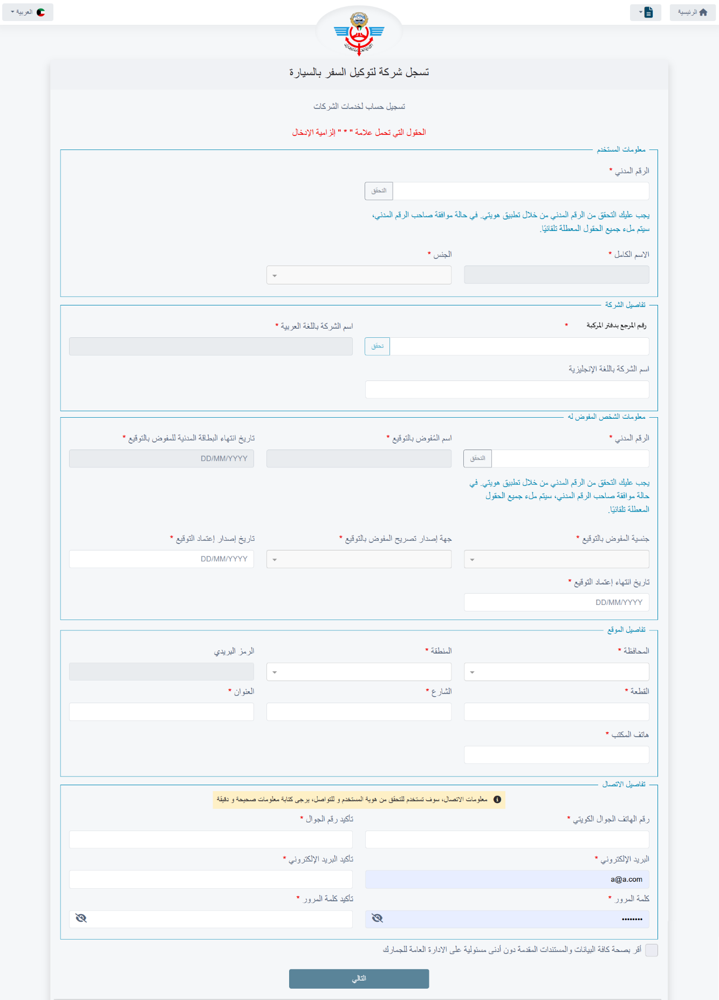 الرئيسية
العربية
الإدارة العامة للجمارك
تسجل شركة لتوكيل السفر بالسيارة
تسجيل حساب لخدمات الشركات
الحقول التي تحمل علامة " * " إلزامية الإدخال
معلومات المستخدم
الرقم المدني *
التحقق
يجب عليك التحقق من الرقم المدني من خلال تطبيق هويتي. في حالة موافقة صاحب الرقم المدني،
سيتم ملء جميع الحقول المعطلة تلقائيًا.
الاسم الكامل *
الجنس *
تفاصيل الشركة
رقم المرجع بدفتر المركبة *
اسم الشركة باللغة العربية *
تحقق
اسم الشركة باللغة الإنجليزية
معلومات الشخص المفوض له
الرقم المدني *
اسم المُفوض بالتوقيع *
تاريخ انتهاء البطاقة المدنية للمفوض بالتوقيع *
التحقق
DD/MM/YYYY
يجب عليك التحقق من الرقم المدني من خلال تطبيق هويتي. في
حالة موافقة صاحب الرقم المدني، سيتم ملء جميع الحقول
المعطلة تلقائيًا.
جنسية المفوض بالتوقيع *
جهة إصدار تصريح المفوض بالتوقيع *
تاريخ إصدار إعتماد التوقيع *
DD/MM/YYYY
تاريخ انتهاء إعتماد التوقيع *
DD/MM/YYYY
تفاصيل الموقع
المحافظة *
المنطقة *
الرمز البريدي
القطعة *
الشارع *
العنوان *
هاتف المكتب *
تفاصيل الاتصال
معلومات الاتصال، سوف تستخدم للتحقق من هوية المستخدم و للتواصل، يرجى كتابة معلومات صحيحة و دقيقة
رقم الهاتف الجوال الكويتي *
تأكيد رقم الجوال *
البريد الإلكتروني *
تأكيد البريد الإلكتروني *
a@a.com
كلمة المرور *
تأكيد كلمة المرور *
••••••••
أقر بصحة كافة البيانات والمستندات المقدمة دون أدنى مسئولية على الادارة العامة للجمارك
التالي